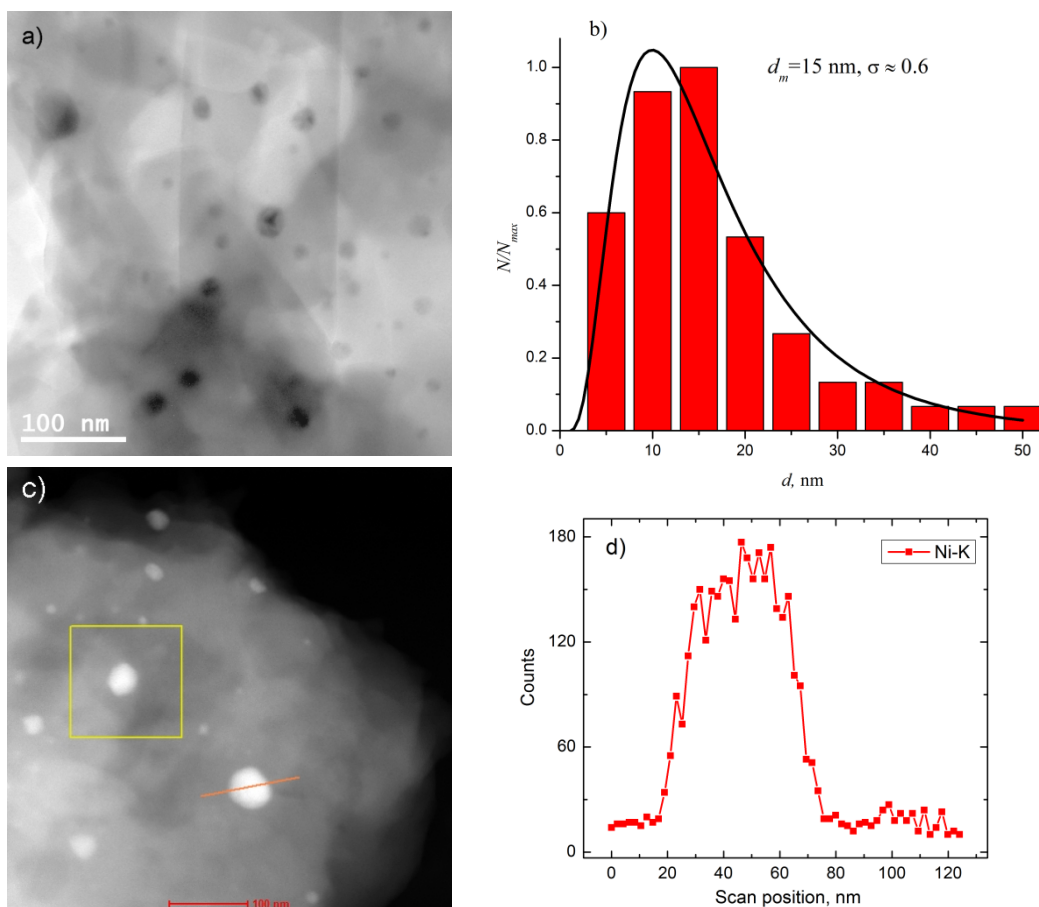 a)
100 nm
b)
d_m=15 nm, σ ≈ 0.6
N/N_max
1.0
0.8
0.6
0.4
0.2
0.0
0 10 20 30 40 50
d, nm
c)
100 nm
d)
Ni-K
Counts
180
120
60
0
0 20 40 60 80 100 120
Scan position, nm